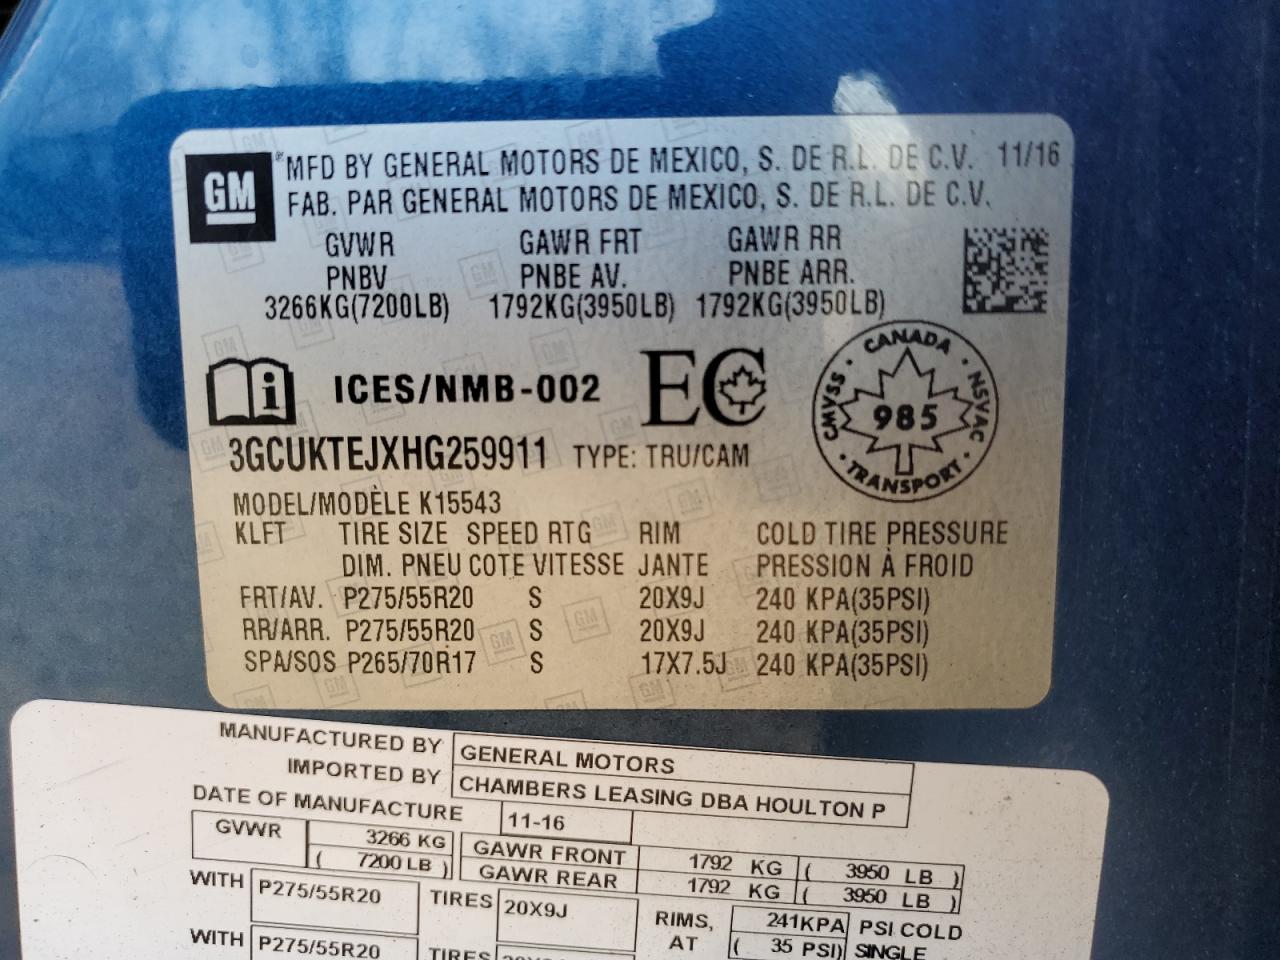 GM ® MFD BY GENERAL MOTORS DE MEXICO, S. DE R.L. DE C.V. 11/16
FAB. PAR GENERAL MOTORS DE MEXICO, S. DE R.L. DE C.V.
GVWR GAWR FRT GAWR RR
PNBV PNBE AV. PNBE ARR.
3266KG(7200LB) 1792KG(3950LB) 1792KG(3950LB)
ICES/NMB-002 EC
CANADA
CMVSS · 985 · NSVAC
TRANSPORT
3GCUKTEJXHG259911 TYPE: TRU/CAM
MODEL/MODÈLE K15543
KLFT TIRE SIZE SPEED RTG RIM COLD TIRE PRESSURE
DIM. PNEU COTE VITESSE JANTE PRESSION À FROID
FRT/AV. P275/55R20 S 20X9J 240 KPA(35PSI)
RR/ARR. P275/55R20 S 20X9J 240 KPA(35PSI)
SPA/SOS P265/70R17 S 17X7.5J 240 KPA(35PSI)
MANUFACTURED BY GENERAL MOTORS
IMPORTED BY CHAMBERS LEASING DBA HOULTON P
DATE OF MANUFACTURE 11-16
GVWR 3266 KG GAWR FRONT 1792 KG ( 3950 LB )
( 7200 LB ) GAWR REAR 1792 KG ( 3950 LB )
WITH P275/55R20 TIRES 20X9J RIMS, 241KPA PSI COLD
AT ( 35 PSI) SINGLE
WITH P275/55R20 TIRES